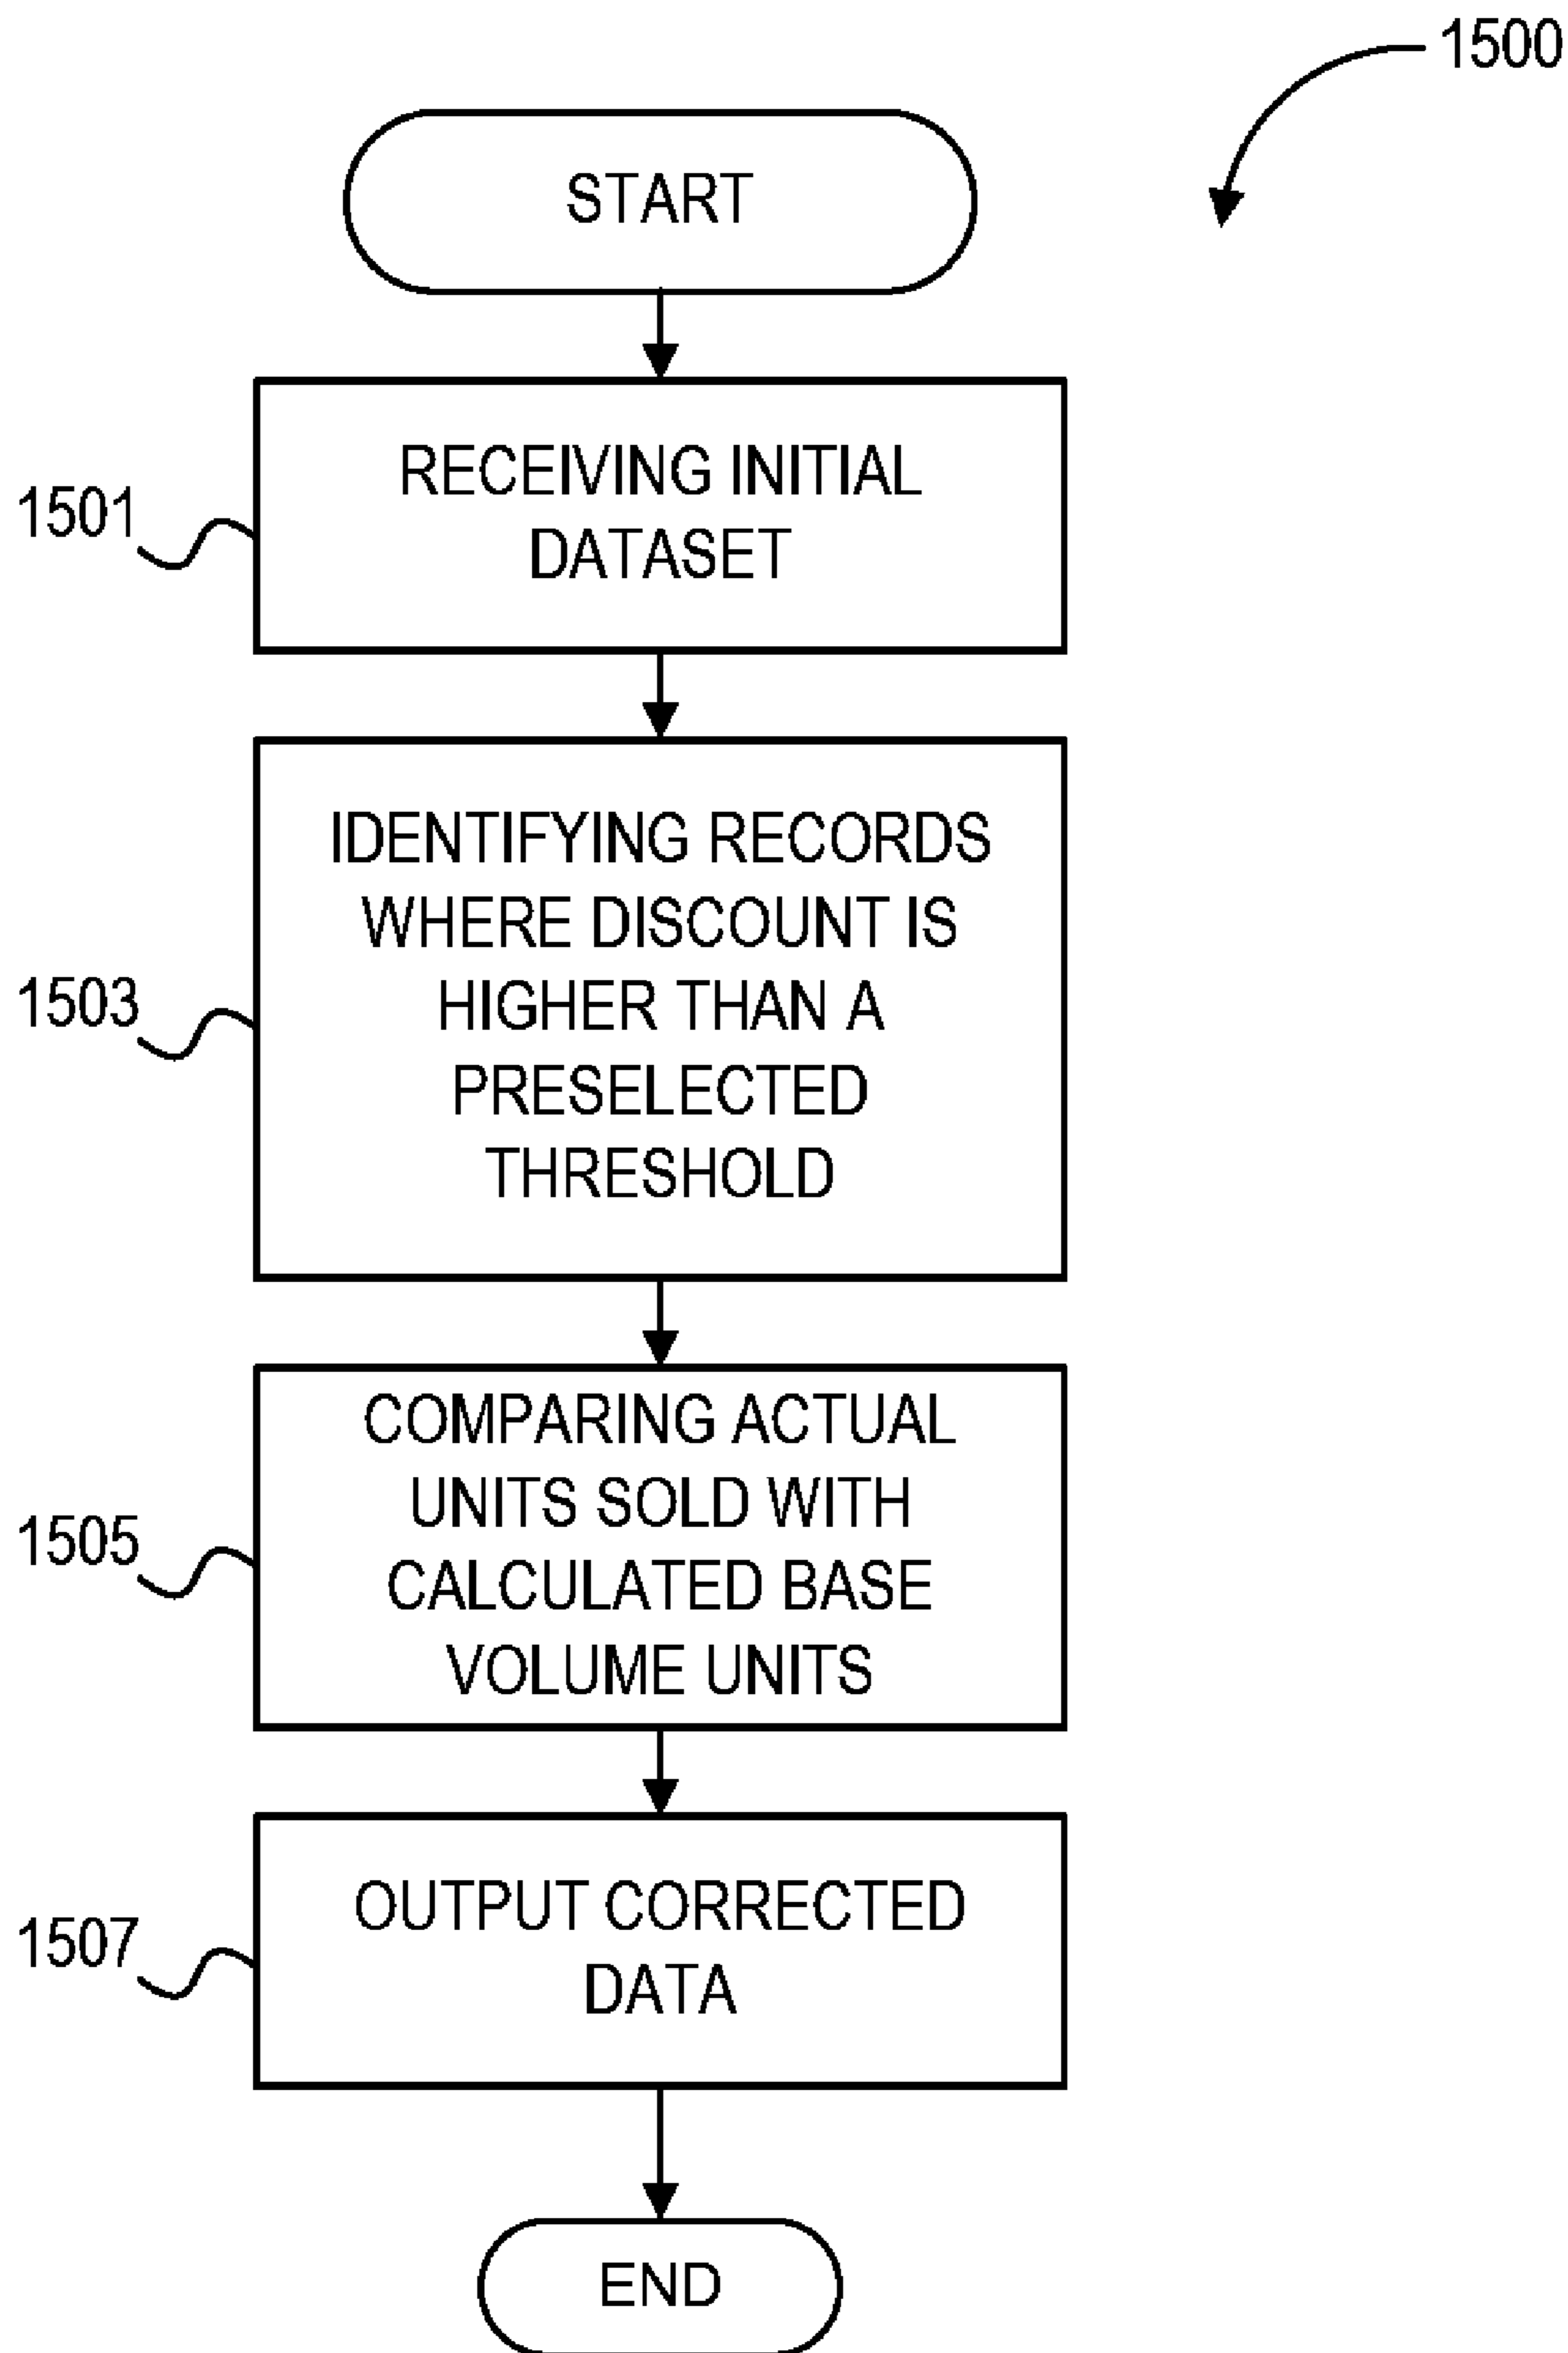 1500
START
1501
RECEIVING INITIAL
DATASET
1503
IDENTIFYING RECORDS
WHERE DISCOUNT IS
HIGHER THAN A
PRESELECTED
THRESHOLD
1505
COMPARING ACTUAL
UNITS SOLD WITH
CALCULATED BASE
VOLUME UNITS
1507
OUTPUT CORRECTED
DATA
END